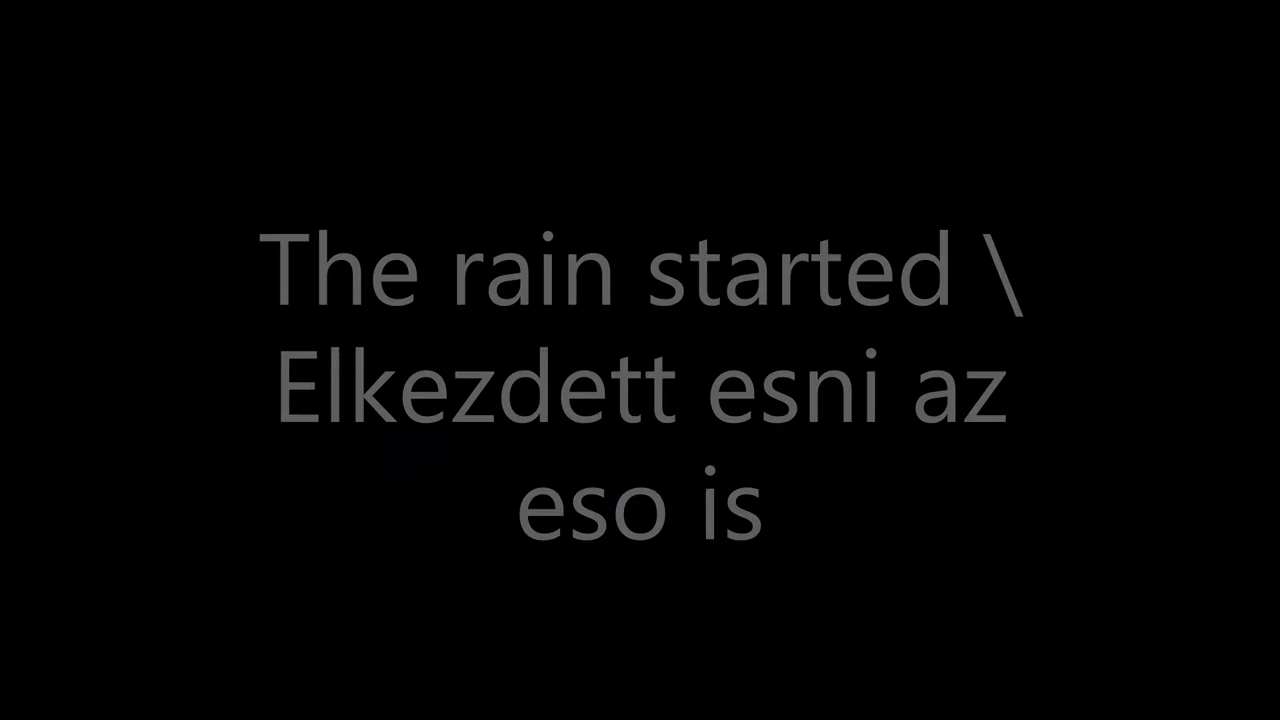 The rain started \
Elkezdett esni az
eso is